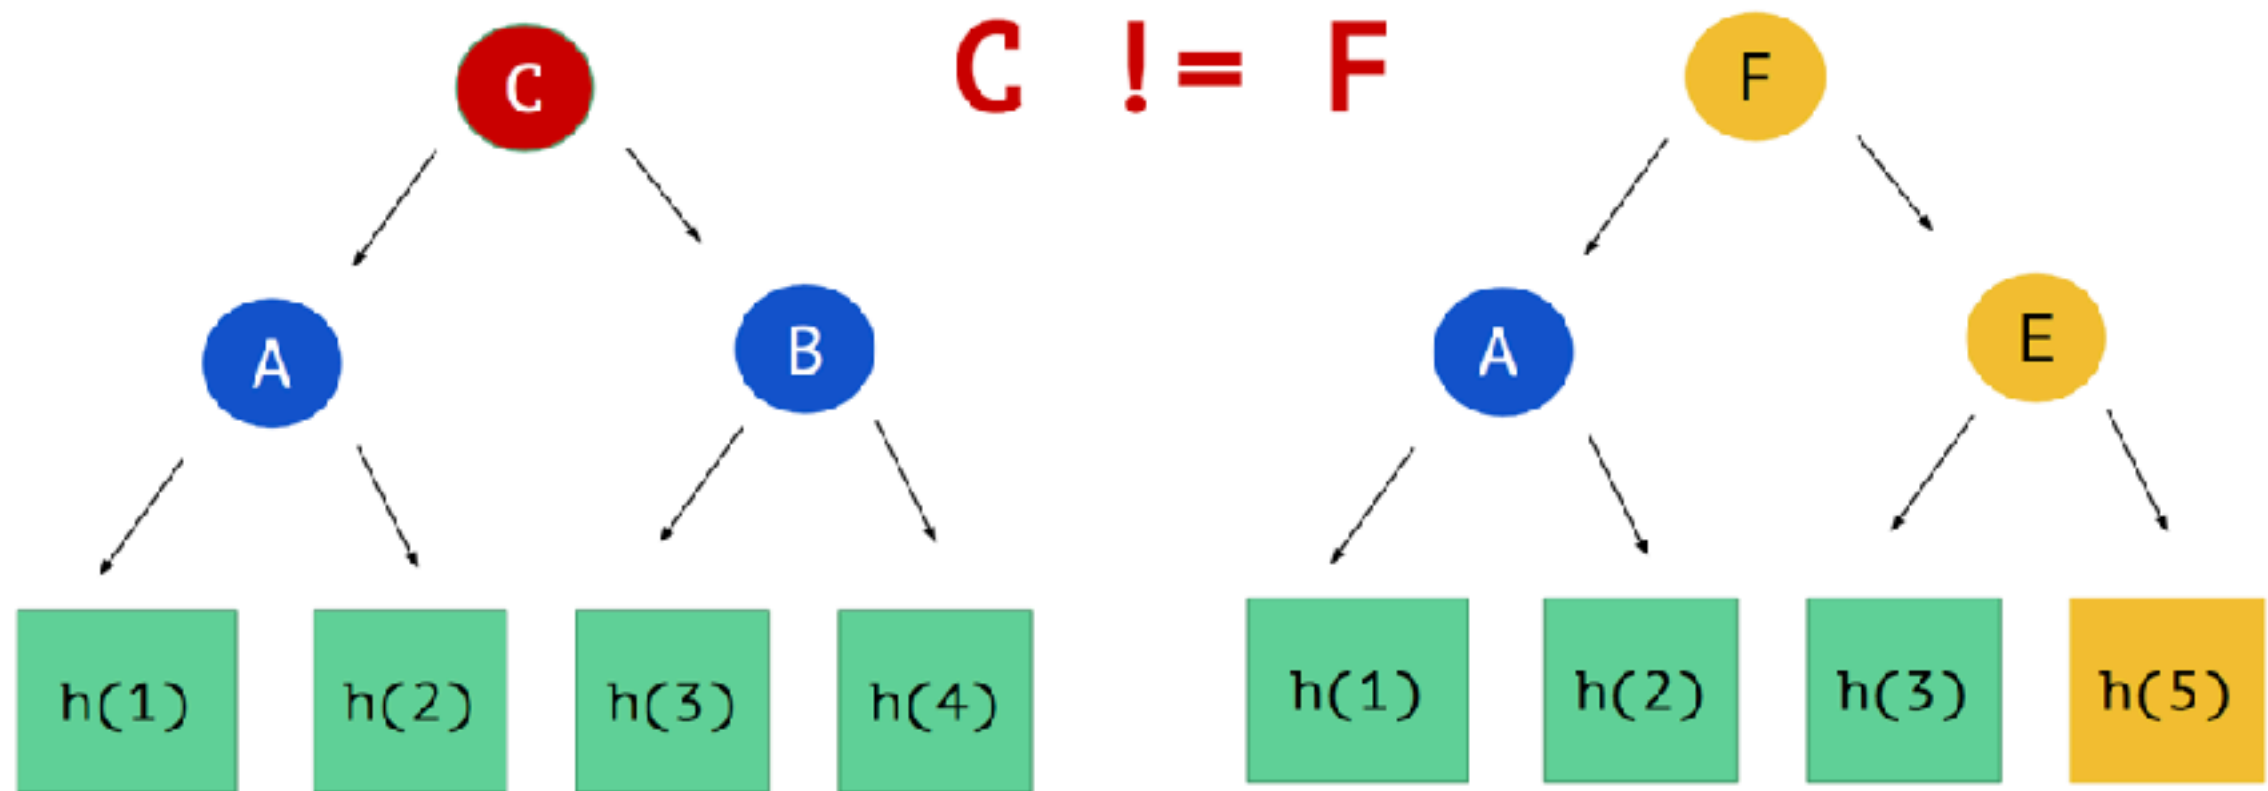 C
C != F
F
A
B
A
E
h(1)
h(2)
h(3)
h(4)
h(1)
h(2)
h(3)
h(5)